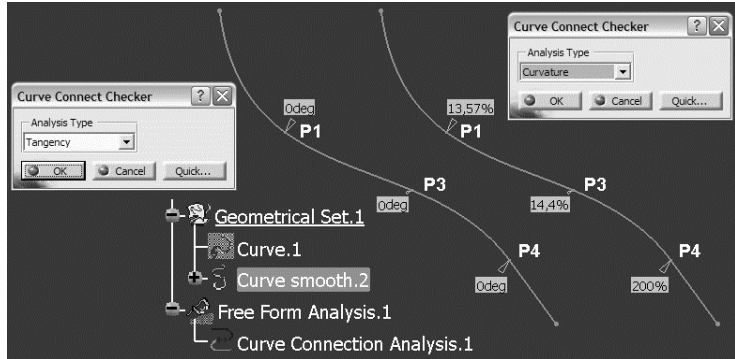 Curve Connect Checker
Analysis Type
Curvature
OK Cancel Quick...
Curve Connect Checker
Analysis Type
Tangency
OK Cancel Quick...
0deg
P1
13,57%
P1
0deg
P3
14,4%
P3
0deg
P4
200%
P4
Geometrical Set.1
Curve.1
Curve smooth.2
Free Form Analysis.1
Curve Connection Analysis.1